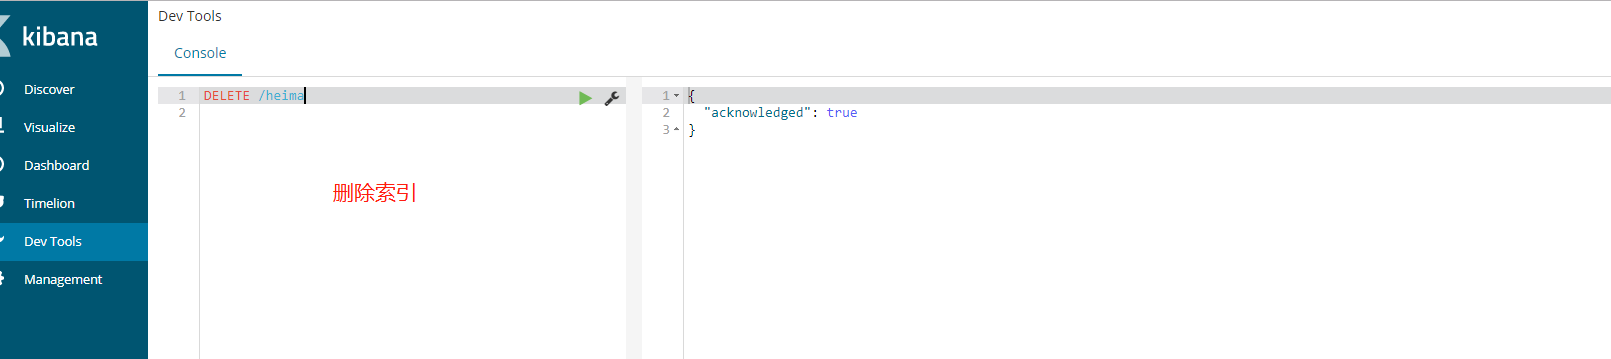 kibana
Discover
Visualize
Dashboard
Timelion
Dev Tools
Management
Dev Tools
Console
1 DELETE /heima
2
删除索引
1 {
2 "acknowledged": true
3 }